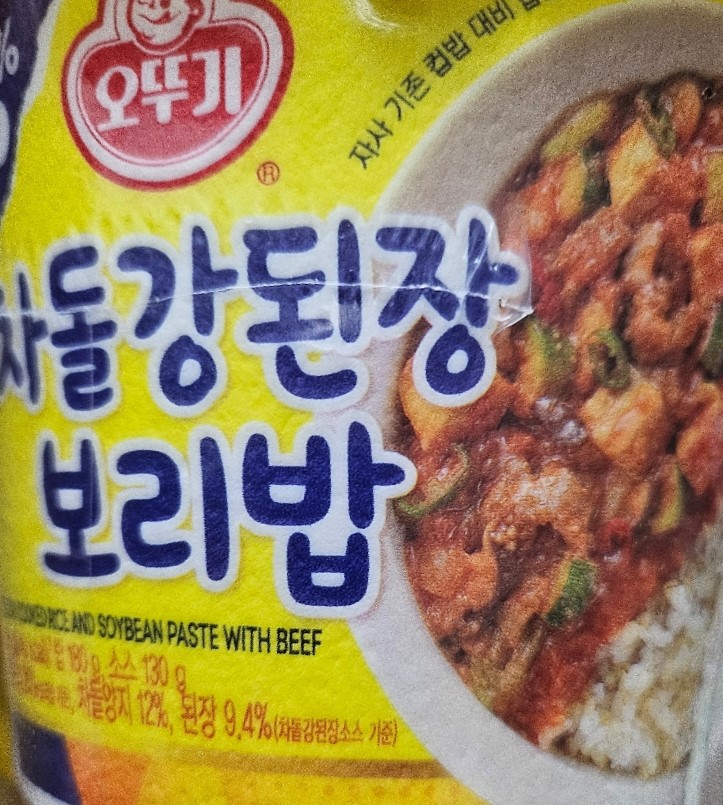 %
오뚜기
®
자사 기존 컵밥 대비
차돌강된장
보리밥
COOKED RICE AND SOYBEAN PASTE WITH BEEF
밥 180 g, 소스 130 g
차돌양지 12%, 된장 9.4%(차돌강된장소스 기준)